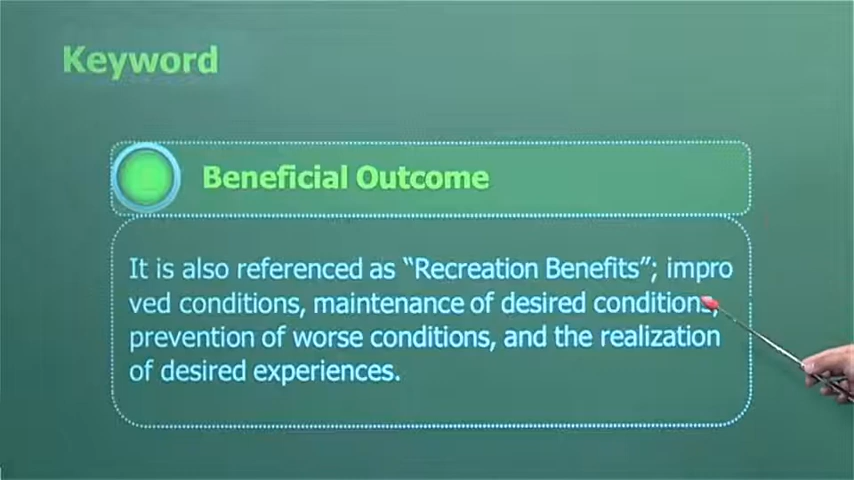 Keyword
Beneficial Outcome
It is also referenced as “Recreation Benefits”; impro
ved conditions, maintenance of desired conditions,
prevention of worse conditions, and the realization
of desired experiences.